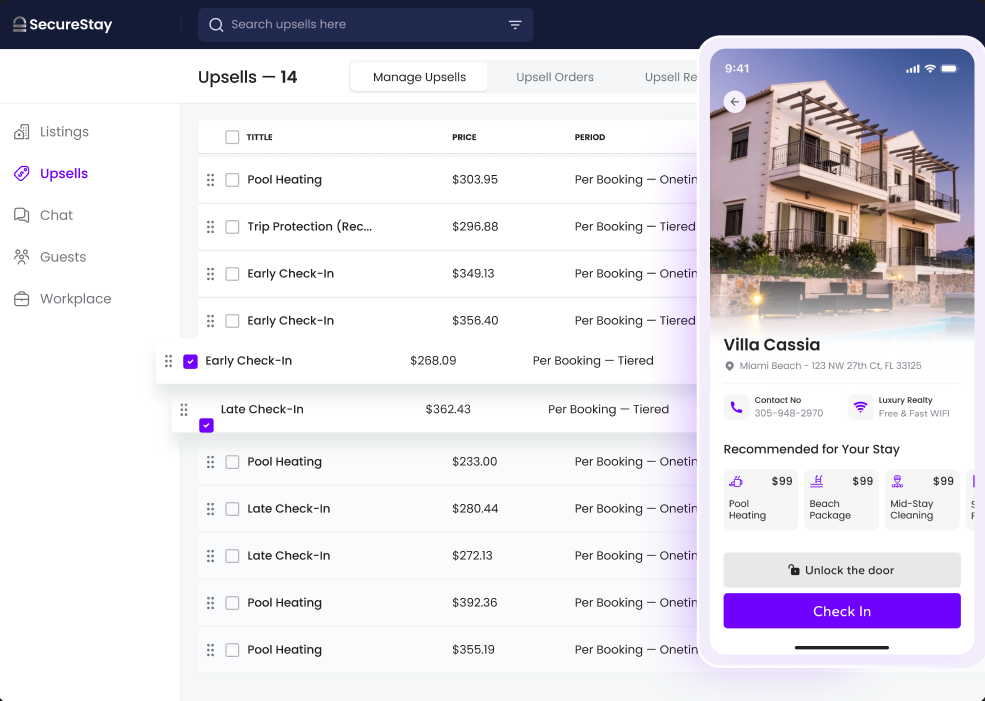 SecureStay
Search upsells here
Upsells — 14
Manage Upsells
Upsell Orders
Upsell Re
Listings
Upsells
Chat
Guests
Workplace
TITTLE PRICE PERIOD
Pool Heating $303.95 Per Booking — Onetin
Trip Protection (Rec... $296.88 Per Booking — Tiered
Early Check-In $349.13 Per Booking — Onetin
Early Check-In $356.40 Per Booking — Tiered
Early Check-In $268.09 Per Booking — Tiered
Late Check-In $362.43 Per Booking — Tiered
Pool Heating $233.00 Per Booking — Onetin
Late Check-In $280.44 Per Booking — Onetin
Late Check-In $272.13 Per Booking — Onetin
Pool Heating $392.36 Per Booking — Onetin
Pool Heating $355.19 Per Booking — Onetin
9:41
Villa Cassia
Miami Beach - 123 NW 27th Ct, FL 33125
Contact No
305-948-2970
Luxury Realty
Free & Fast WIFI
Recommended for Your Stay
$99
Pool
Heating
$99
Beach
Package
$99
Mid-Stay
Cleaning
Unlock the door
Check In